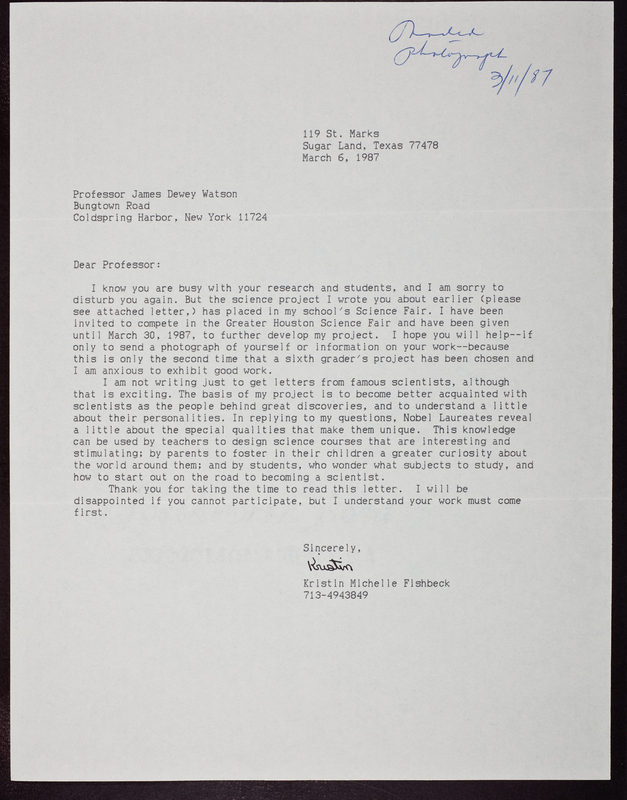 photograph
3/11/87
119 St. Marks
Sugar Land, Texas 77478
March 6, 1987
Professor James Dewey Watson
Bungtown Road
Coldspring Harbor, New York 11724
Dear Professor:
I know you are busy with your research and students, and I am sorry to
disturb you again. But the science project I wrote you about earlier (please
see attached letter,) has placed in my school's Science Fair. I have been
invited to compete in the Greater Houston Science Fair and have been given
until March 30, 1987, to further develop my project. I hope you will help--if
only to send a photograph of yourself or information on your work--because
this is only the second time that a sixth grader's project has been chosen and
I am anxious to exhibit good work.
I am not writing just to get letters from famous scientists, although
that is exciting. The basis of my project is to become better acquainted with
scientists as the people behind great discoveries, and to understand a little
about their personalities. In replying to my questions, Nobel Laureates reveal
a little about the special qualities that make them unique. This knowledge
can be used by teachers to design science courses that are interesting and
stimulating; by parents to foster in their children a greater curiosity about
the world around them; and by students, who wonder what subjects to study, and
how to start out on the road to becoming a scientist.
Thank you for taking the time to read this letter. I will be
disappointed if you cannot participate, but I understand your work must come
first.
Sincerely,
Kristin
Kristin Michelle Fishbeck
713-4943849